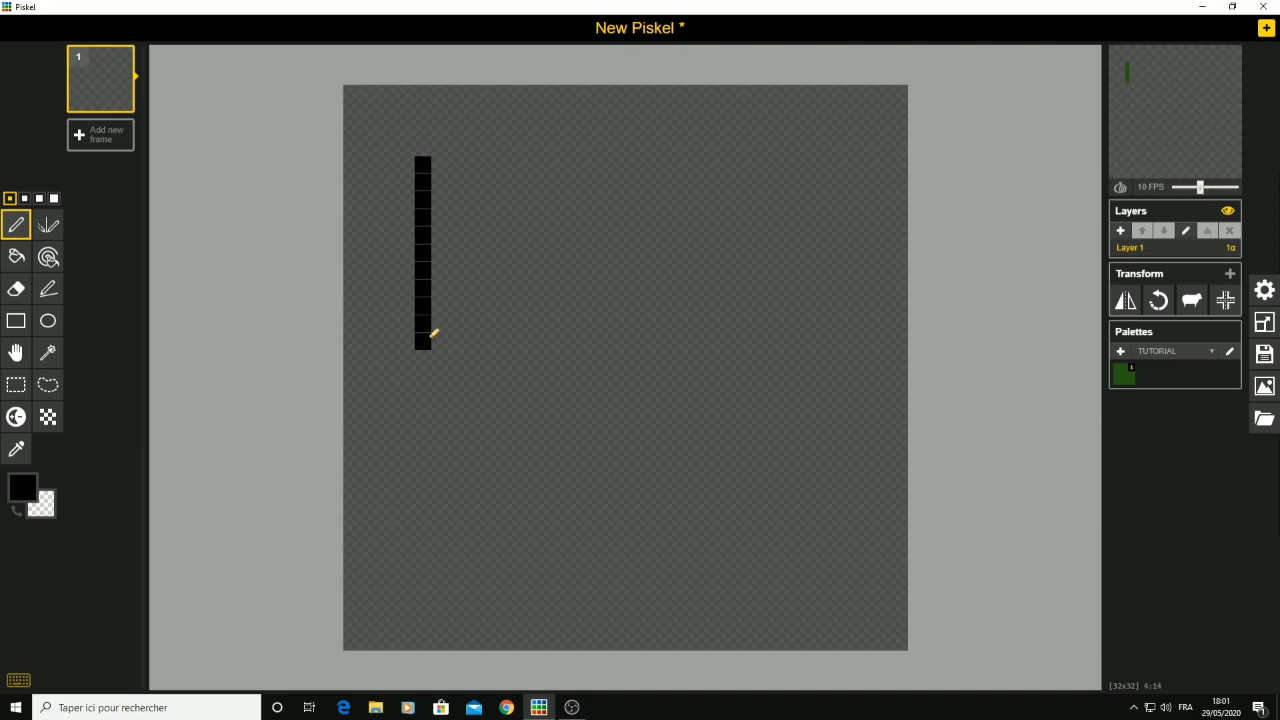 Piskel
New Piskel *
1
Add new
frame
10 FPS
Layers
Layer 1
1α
Transform
Palettes
TUTORIAL
1
[32x32] 4:14
Taper ici pour rechercher
FRA
18:01
29/05/2020
1